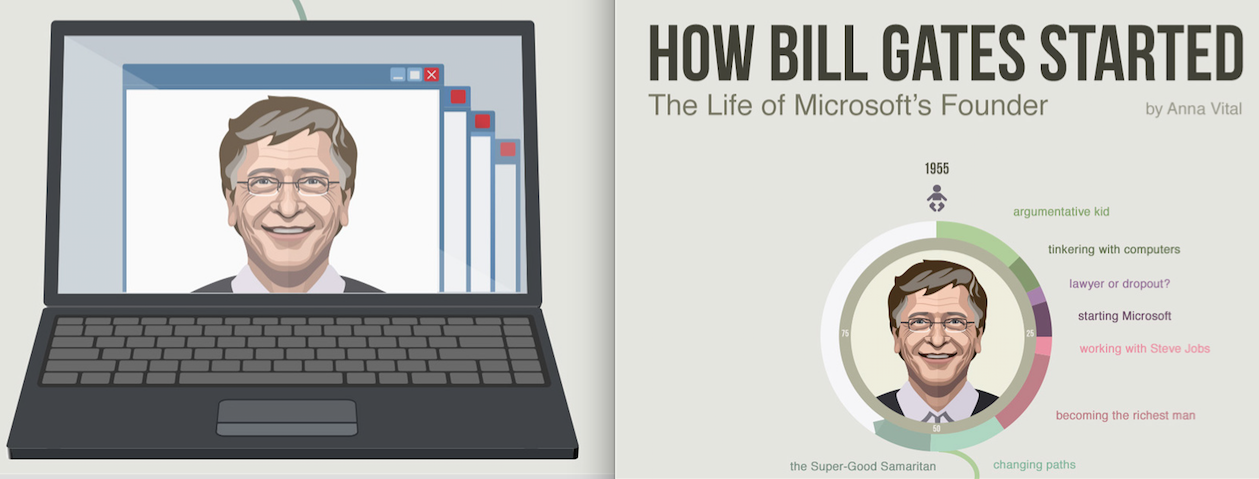 HOW BILL GATES STARTED
The Life of Microsoft's Founder
by Anna Vital
1955
argumentative kid
tinkering with computers
lawyer or dropout?
starting Microsoft
75
25
working with Steve Jobs
becoming the richest man
50
the Super-Good Samaritan
changing paths